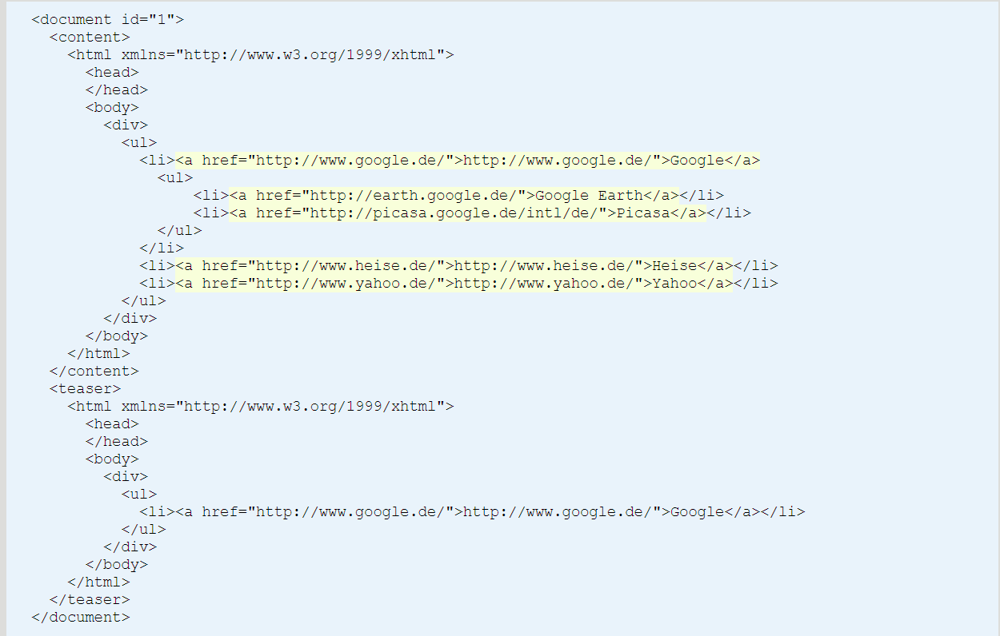 <document id="1">
  <content>
    <html xmlns="http://www.w3.org/1999/xhtml">
      <head>
      </head>
      <body>
        <div>
          <ul>
            <li><a href="http://www.google.de/">http://www.google.de/">Google</a>
              <ul>
                  <li><a href="http://earth.google.de/">Google Earth</a></li>
                  <li><a href="http://picasa.google.de/intl/de/">Picasa</a></li>
              </ul>
            </li>
            <li><a href="http://www.heise.de/">http://www.heise.de/">Heise</a></li>
            <li><a href="http://www.yahoo.de/">http://www.yahoo.de/">Yahoo</a></li>
          </ul>
        </div>
      </body>
    </html>
  </content>
  <teaser>
    <html xmlns="http://www.w3.org/1999/xhtml">
      <head>
      </head>
      <body>
        <div>
          <ul>
            <li><a href="http://www.google.de/">http://www.google.de/">Google</a></li>
          </ul>
        </div>
      </body>
    </html>
  </teaser>
</document>